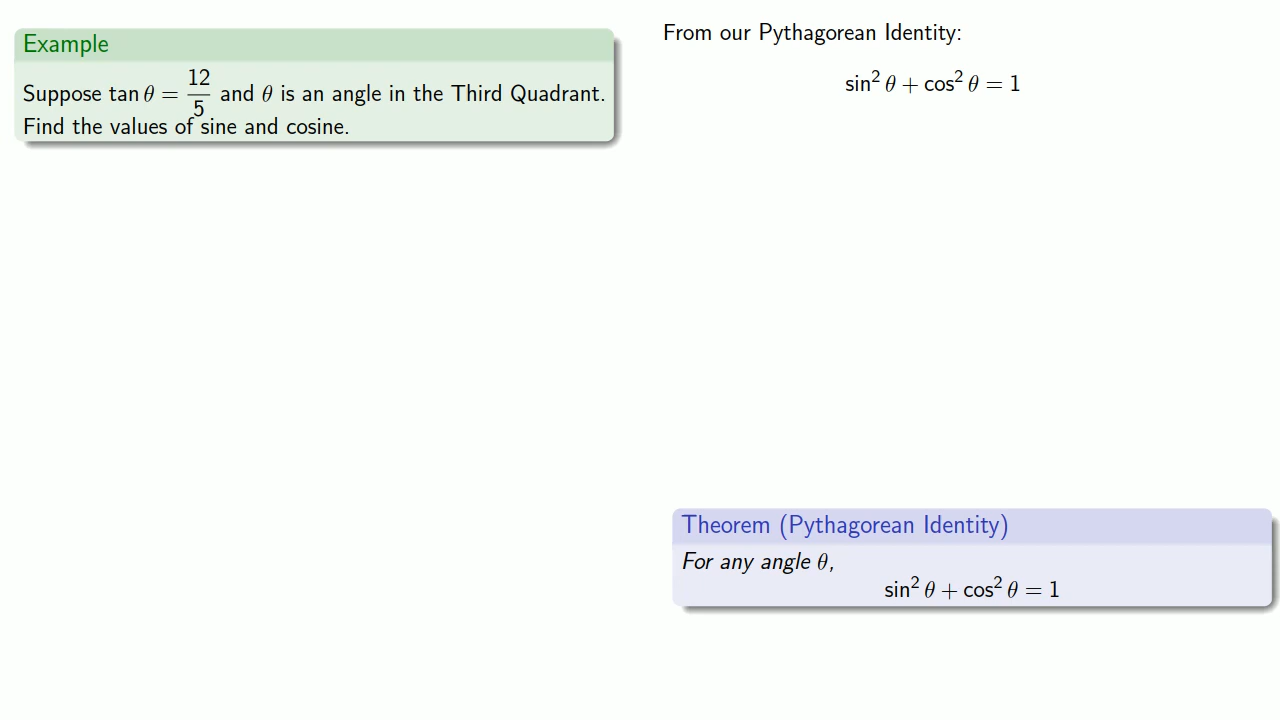 Example
Suppose tan θ = 12/5 and θ is an angle in the Third Quadrant.
Find the values of sine and cosine.
From our Pythagorean Identity:
sin² θ + cos² θ = 1
Theorem (Pythagorean Identity)
For any angle θ,
sin² θ + cos² θ = 1